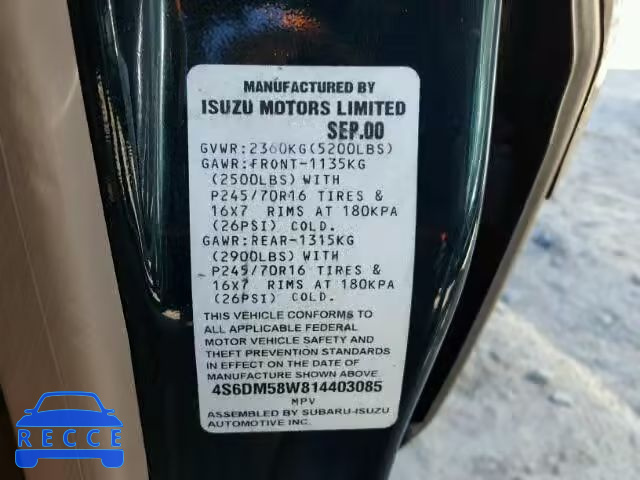 MANUFACTURED BY
ISUZU MOTORS LIMITED
SEP.00
GVWR:2360KG(5200LBS)
GAWR:FRONT-1135KG
(2500LBS) WITH
P245/70R16 TIRES &
16X7 RIMS AT 180KPA
(26PSI) COLD.
GAWR:REAR-1315KG
(2900LBS) WITH
P245/70R16 TIRES &
16X7 RIMS AT 180KPA
(26PSI) COLD.
THIS VEHICLE CONFORMS TO
ALL APPLICABLE FEDERAL
MOTOR VEHICLE SAFETY AND
THEFT PREVENTION STANDARDS
IN EFFECT ON THE DATE OF
MANUFACTURE SHOWN ABOVE.
4S6DM58W814403085
MPV
ASSEMBLED BY SUBARU-ISUZU
AUTOMOTIVE INC.
RECCE